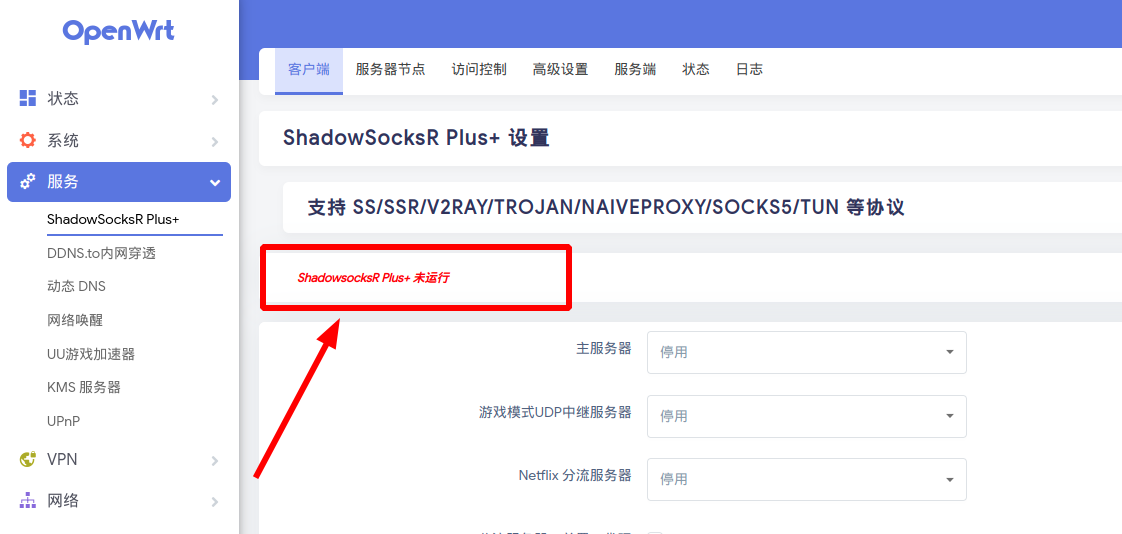 OpenWrt
状态
系统
服务
ShadowSocksR Plus+
DDNS.to内网穿透
动态 DNS
网络唤醒
UU游戏加速器
KMS 服务器
UPnP
VPN
网络
客户端 服务器节点 访问控制 高级设置 服务端 状态 日志
ShadowSocksR Plus+ 设置
支持 SS/SSR/V2RAY/TROJAN/NAIVEPROXY/SOCKS5/TUN 等协议
ShadowsocksR Plus+ 未运行
主服务器 停用
游戏模式UDP中继服务器 停用
Netflix 分流服务器 停用